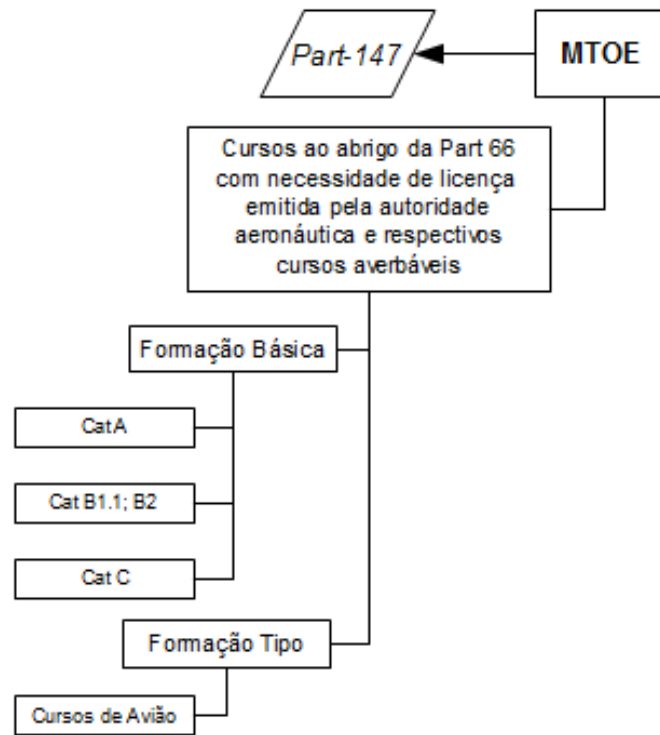 Part-147
MTOE
Cursos ao abrigo da Part 66
com necessidade de licença
emitida pela autoridade
aeronáutica e respectivos
cursos averbáveis
Formação Básica
Cat A
Cat B1.1; B2
Cat C
Formação Tipo
Cursos de Avião